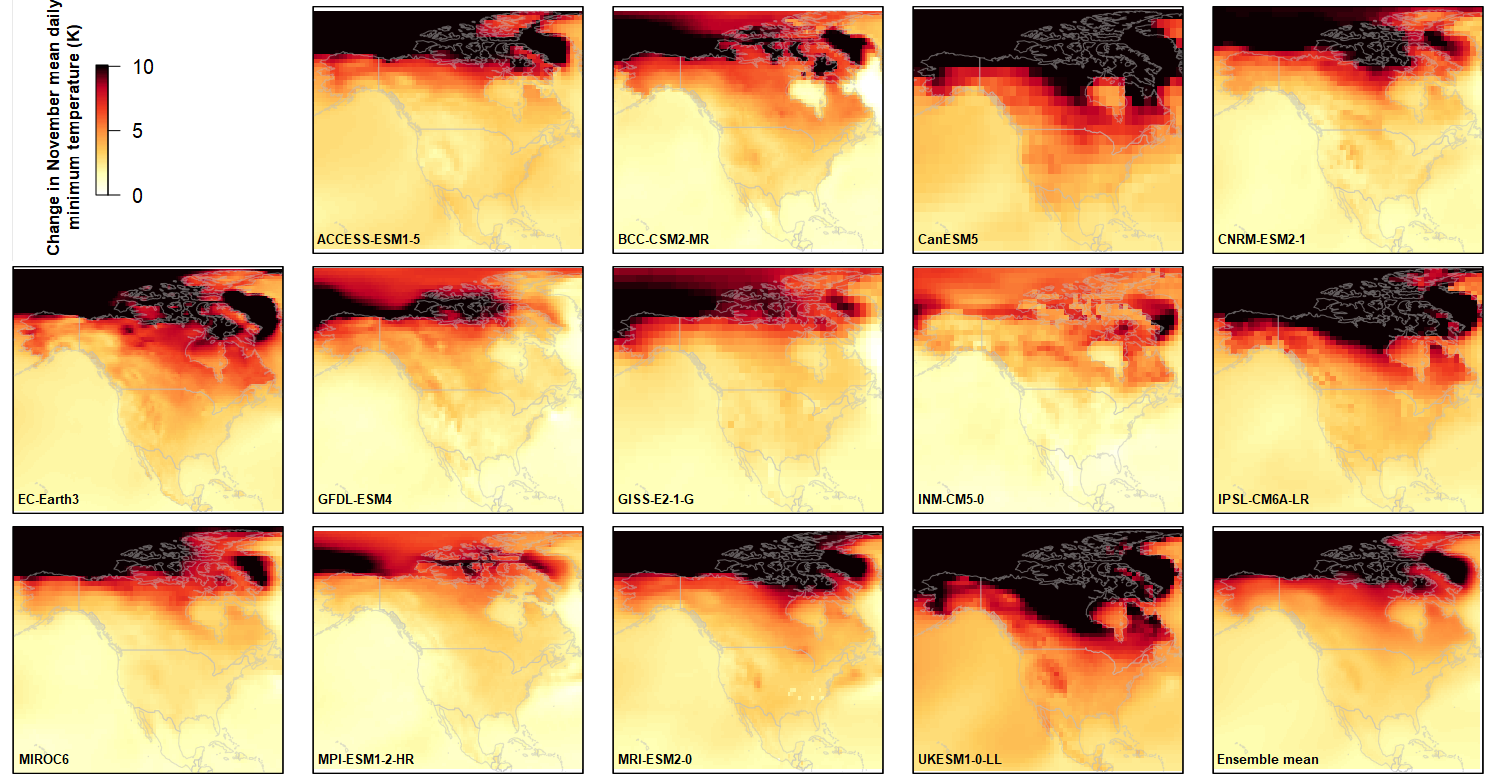 Change in November mean daily
minimum temperature (K)
10
5
0
ACCESS-ESM1-5
BCC-CSM2-MR
CanESM5
CNRM-ESM2-1
EC-Earth3
GFDL-ESM4
GISS-E2-1-G
INM-CM5-0
IPSL-CM6A-LR
MIROC6
MPI-ESM1-2-HR
MRI-ESM2-0
UKESM1-0-LL
Ensemble mean